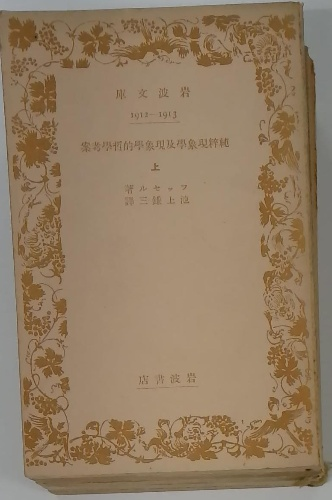 岩波文庫
1912—1913
純粹現象學及現象學的哲學考案
上
フッセル著
池上鎌三譯
岩波書店